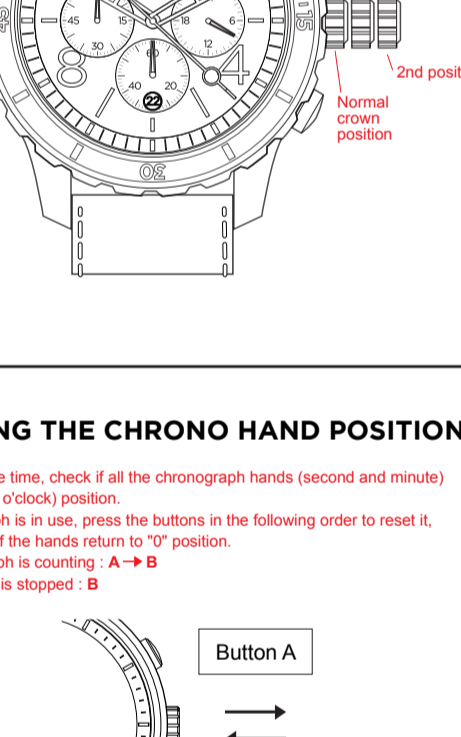 45
15
45
15
18
6
30
12
60
8
4
40
20
22
30
2nd posit
Normal
crown
position
NG THE CHRONO HAND POSITION
e time, check if all the chronograph hands (second and minute)
o'clock) position.
h is in use, press the buttons in the following order to reset it,
f the hands return to "0" position.
ph is counting : A → B
is stopped : B
Button A